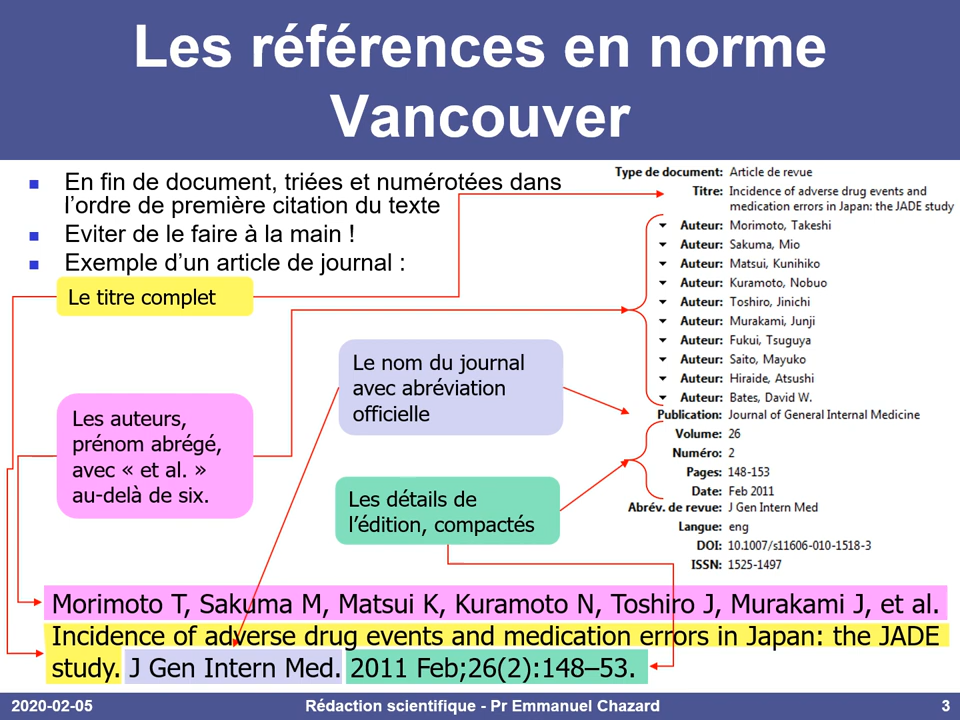 Les références en norme
Vancouver
En fin de document, triées et numérotées dans
l'ordre de première citation du texte
Eviter de le faire à la main !
Exemple d'un article de journal :
Le titre complet
Les auteurs,
prénom abrégé,
avec « et al. »
au-delà de six.
Le nom du journal
avec abréviation
officielle
Les détails de
l'édition, compactés
Type de document: Article de revue
Titre: Incidence of adverse drug events and
medication errors in Japan: the JADE study
Auteur: Morimoto, Takeshi
Auteur: Sakuma, Mio
Auteur: Matsui, Kunihiko
Auteur: Kuramoto, Nobuo
Auteur: Toshiro, Jinichi
Auteur: Murakami, Junji
Auteur: Fukui, Tsuguya
Auteur: Saito, Mayuko
Auteur: Hiraide, Atsushi
Auteur: Bates, David W.
Publication: Journal of General Internal Medicine
Volume: 26
Numéro: 2
Pages: 148-153
Date: Feb 2011
Abrév. de revue: J Gen Intern Med
Langue: eng
DOI: 10.1007/s11606-010-1518-3
ISSN: 1525-1497
Morimoto T, Sakuma M, Matsui K, Kuramoto N, Toshiro J, Murakami J, et al.
Incidence of adverse drug events and medication errors in Japan: the JADE
study. J Gen Intern Med. 2011 Feb;26(2):148–53.
2020-02-05 Rédaction scientifique - Pr Emmanuel Chazard 3